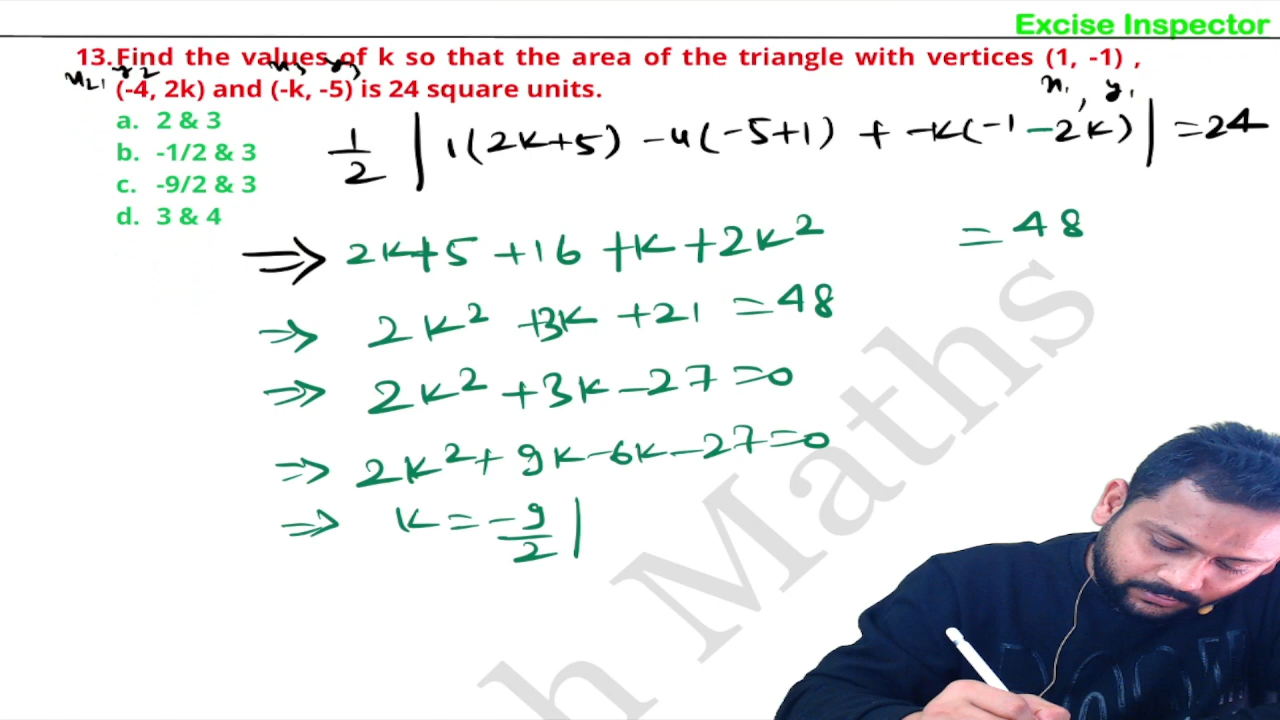 Excise Inspector
13. Find the values of k so that the area of the triangle with vertices (1, -1) ,
(-4, 2k) and (-k, -5) is 24 square units.
x₁, y₁
a. 2 & 3
b. -1/2 & 3
c. -9/2 & 3
d. 3 & 4
1/2 | 1(2k+5) -4(-5+1) + -k(-1 -2k) | = 24
⇒ 2k+5 +16 +k +2k² = 48
⇒ 2k² +3k +21 = 48
⇒ 2k² +3k -27 = 0
⇒ 2k² + 9k -6k -27 = 0
⇒ k = -9/2 |
h Maths